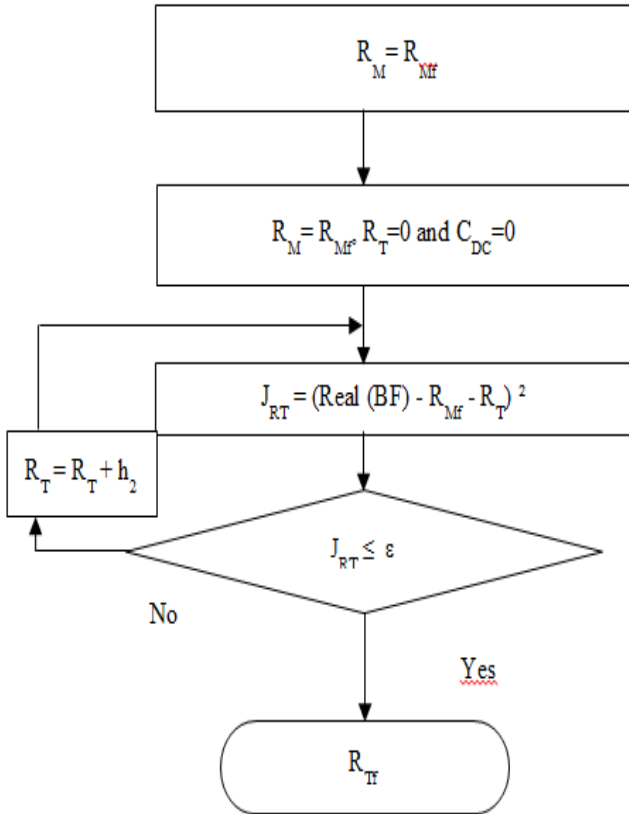 R_M = R_Mf
R_M = R_Mf, R_T=0 and C_DC=0
J_RT = (Real (BF) - R_Mf - R_T) ²
R_T = R_T + h_2
J_RT ≤ ε
No
Yes
R_Tf